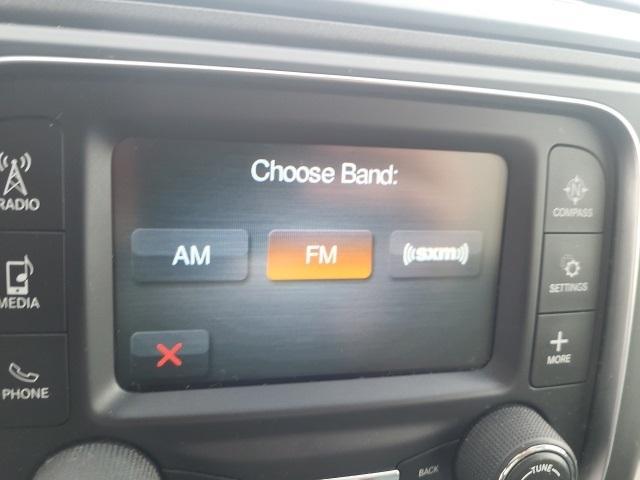 Choose Band:
AM FM ((sxm))
RADIO
MEDIA
PHONE
N
COMPASS
SETTINGS
MORE
BACK
TUNE